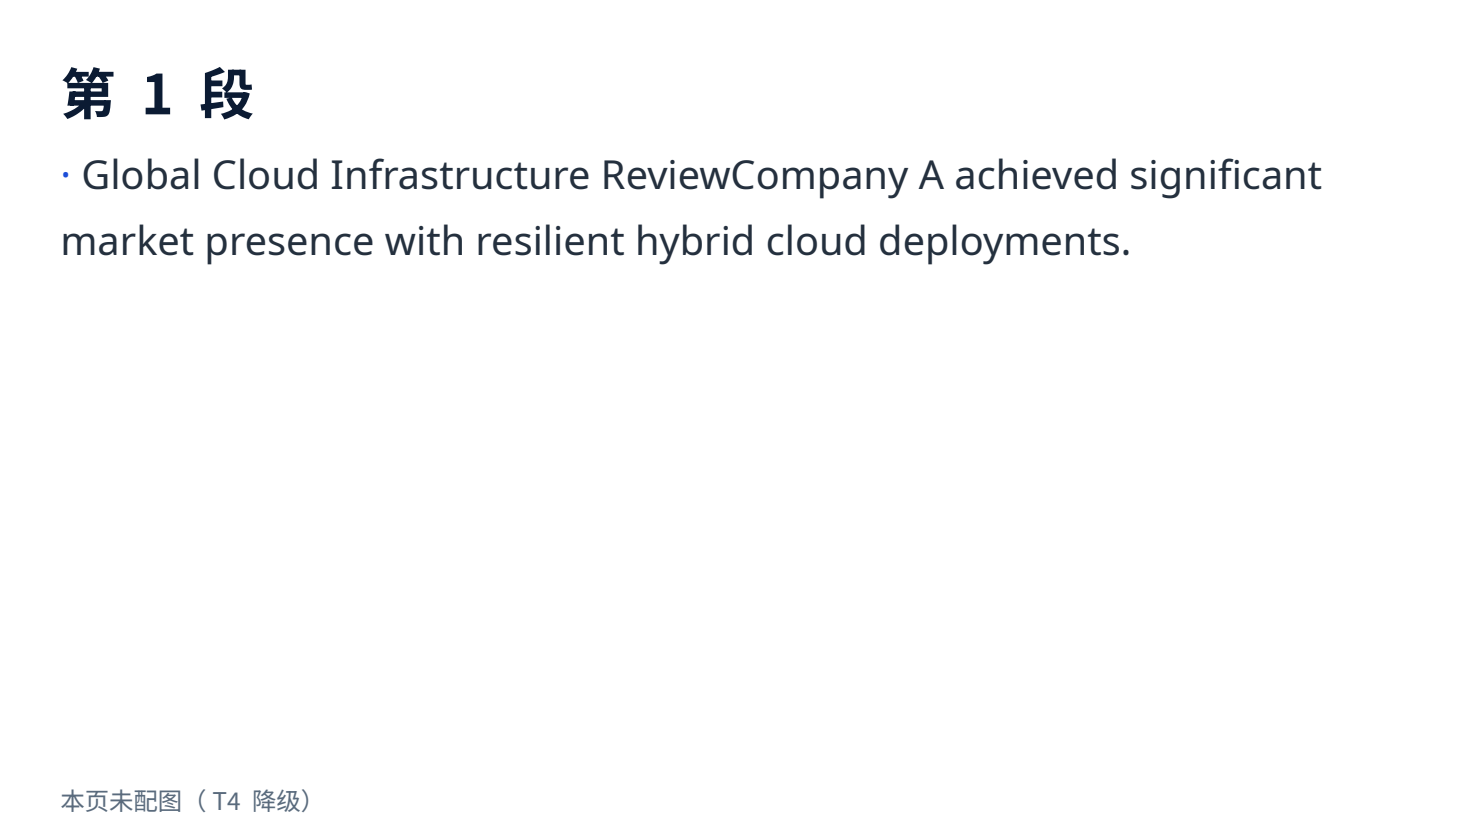 第 1 段
· Global Cloud Infrastructure ReviewCompany A achieved significant
market presence with resilient hybrid cloud deployments.
本页未配图（ T4 降级）